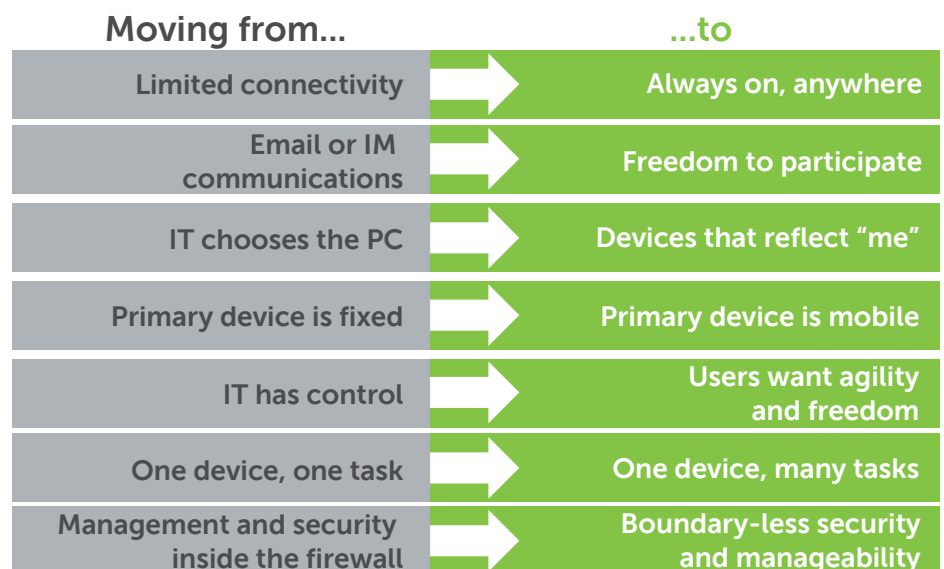 Moving from...
...to
Limited connectivity
Always on, anywhere
Email or IM
communications
Freedom to participate
IT chooses the PC
Devices that reflect “me”
Primary device is fixed
Primary device is mobile
IT has control
Users want agility
and freedom
One device, one task
One device, many tasks
Management and security
inside the firewall
Boundary-less security
and manageability